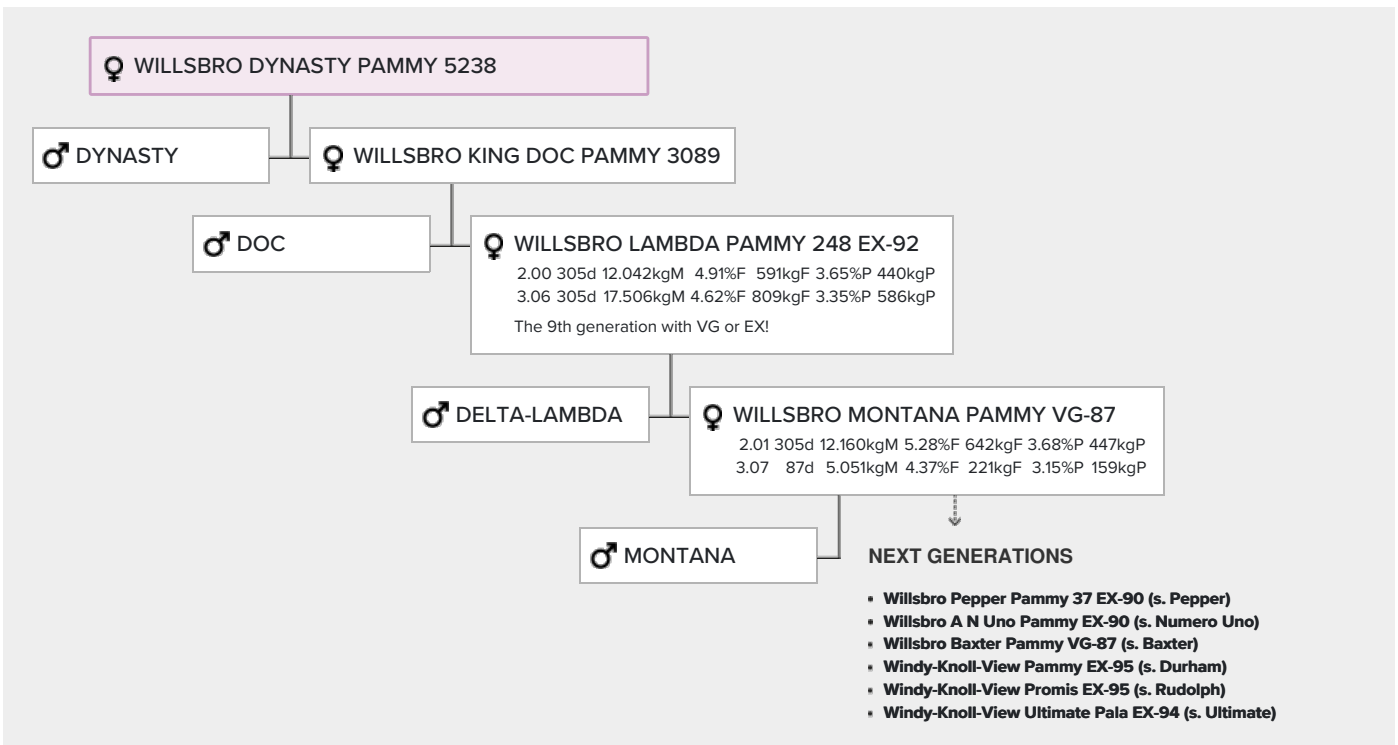 WILLSBRO DYNASTY PAMMY 5238
DYNASTY
WILLSBRO KING DOC PAMMY 3089
DOC
WILLSBRO LAMBDA PAMMY 248 EX-92
2.00 305d 12.042kgM 4.91%F 591kgF 3.65%P 440kgP
3.06 305d 17.506kgM 4.62%F 809kgF 3.35%P 586kgP
The 9th generation with VG or EX!
DELTA-LAMBDA
WILLSBRO MONTANA PAMMY VG-87
2.01 305d 12.160kgM 5.28%F 642kgF 3.68%P 447kgP
3.07 87d 5.051kgM 4.37%F 221kgF 3.15%P 159kgP
MONTANA
NEXT GENERATIONS
• Willsbro Pepper Pammy 37 EX-90 (s. Pepper)
• Willsbro A N Uno Pammy EX-90 (s. Numero Uno)
• Willsbro Baxter Pammy VG-87 (s. Baxter)
• Windy-Knoll-View Pammy EX-95 (s. Durham)
• Windy-Knoll-View Promis EX-95 (s. Rudolph)
• Windy-Knoll-View Ultimate Pala EX-94 (s. Ultimate)